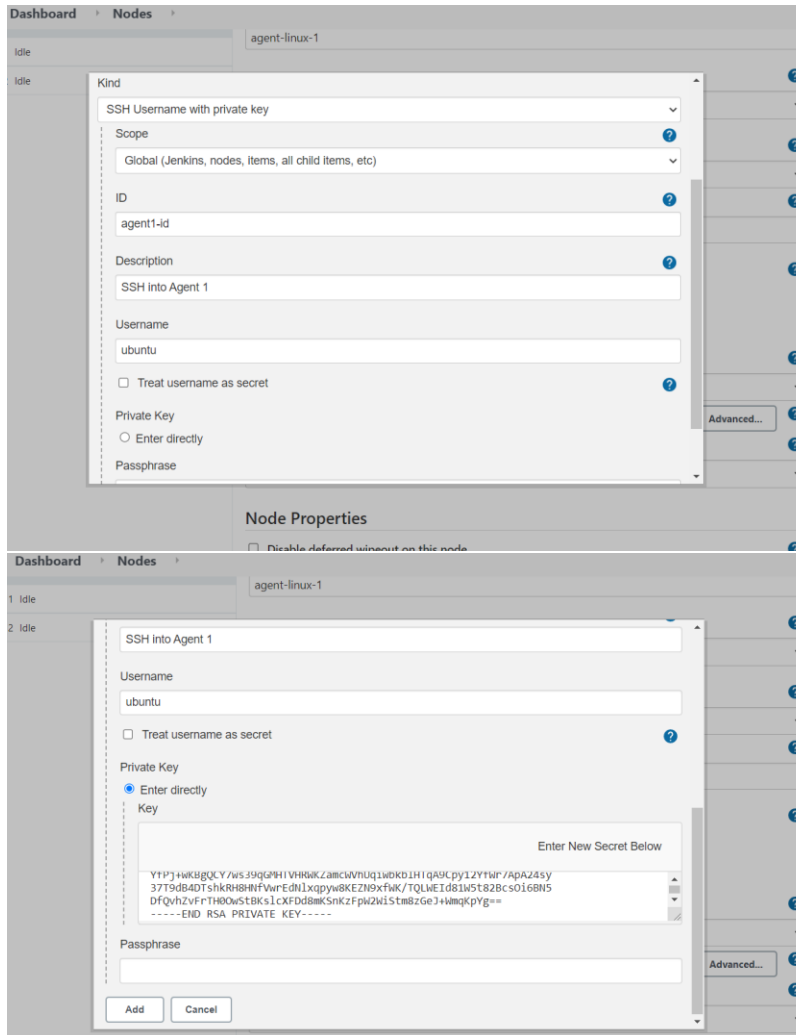 Dashboard Nodes
agent-linux-1
Idle
Idle
Kind
SSH Username with private key
Scope
Global (Jenkins, nodes, items, all child items, etc)
ID
agent1-id
Description
SSH into Agent 1
Username
ubuntu
Treat username as secret
Private Key
Enter directly
Advanced...
Passphrase
Node Properties
Disable deferred wipeout on this node
Dashboard Nodes
agent-linux-1
1 Idle
2 Idle
SSH into Agent 1
Username
ubuntu
Treat username as secret
Private Key
Enter directly
Key
Enter New Secret Below
-----END RSA PRIVATE KEY-----
Passphrase
Advanced...
Add Cancel